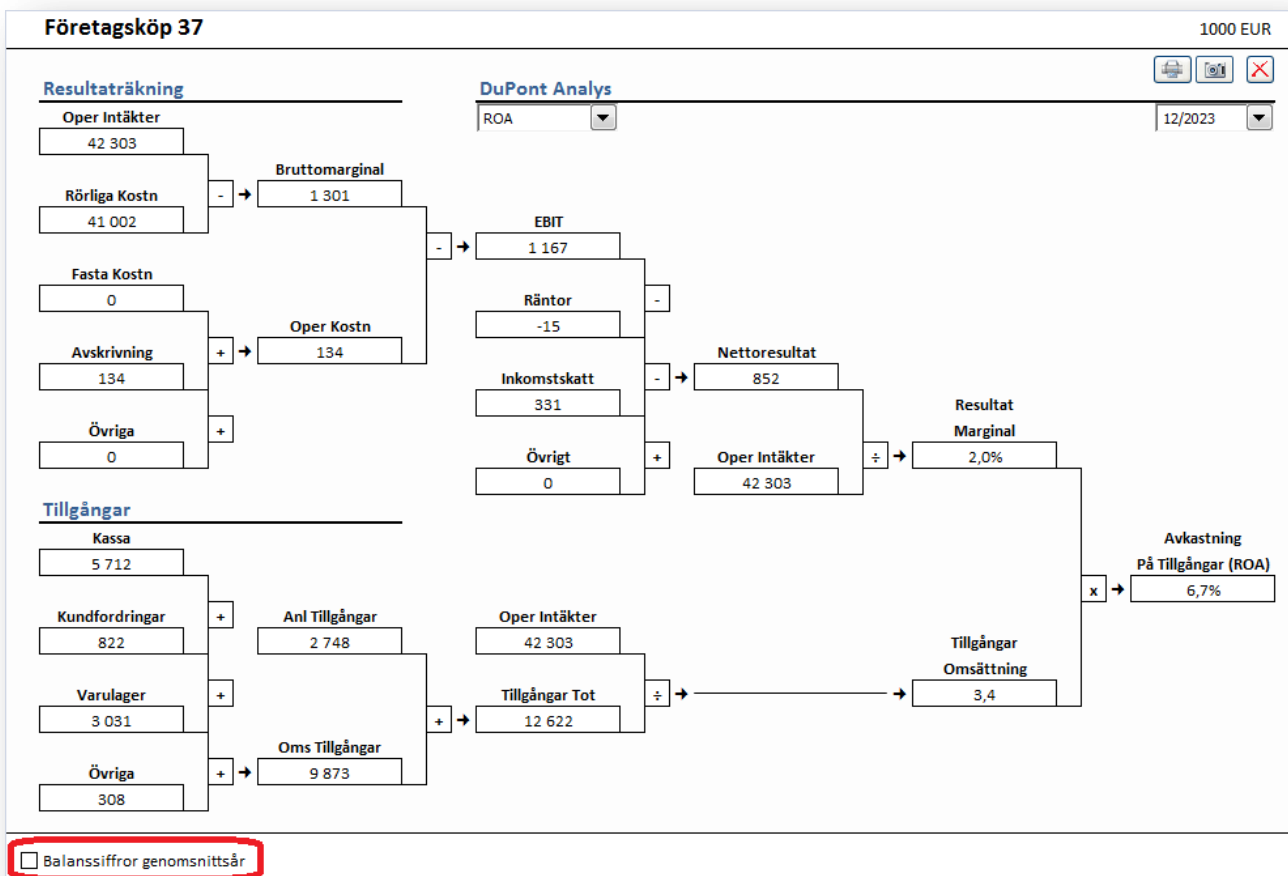 Företagsköp 37
1000 EUR
Resultaträkning
DuPont Analys
ROA
12/2023
Oper Intäkter
42 303
Rörliga Kostn
41 002
-
Bruttomarginal
1 301
Fasta Kostn
0
Avskrivning
134
+
Övriga
0
+
Oper Kostn
134
-
EBIT
1 167
Räntor
-15
-
Inkomstskatt
331
-
Övrigt
0
+
Nettoresultat
852
Oper Intäkter
42 303
÷
Resultat
Marginal
2,0%
Tillgångar
Kassa
5 712
Kundfordringar
822
+
Varulager
3 031
+
Övriga
308
+
Anl Tillgångar
2 748
Oms Tillgångar
9 873
+
Oper Intäkter
42 303
Tillgångar Tot
12 622
÷
Tillgångar
Omsättning
3,4
x
Avkastning
På Tillgångar (ROA)
6,7%
Balanssiffror genomsnittsår